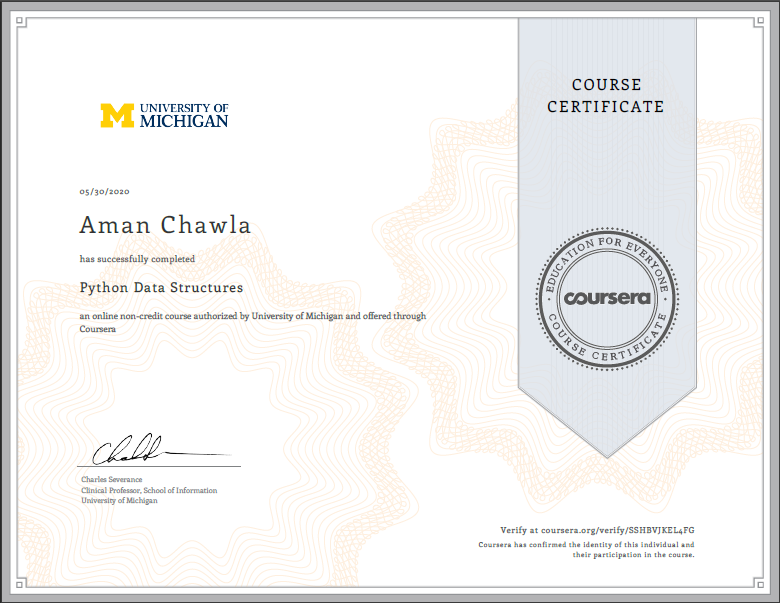 COURSE
CERTIFICATE
UNIVERSITY OF
MICHIGAN
05/30/2020
Aman Chawla
has successfully completed
Python Data Structures
an online non-credit course authorized by University of Michigan and offered through
Coursera
EDUCATION FOR EVERYONE
coursera
COURSE CERTIFICATE
Charles Severance
Clinical Professor, School of Information
University of Michigan
Verify at coursera.org/verify/SSHBVJKEL4FG
Coursera has confirmed the identity of this individual and
their participation in the course.